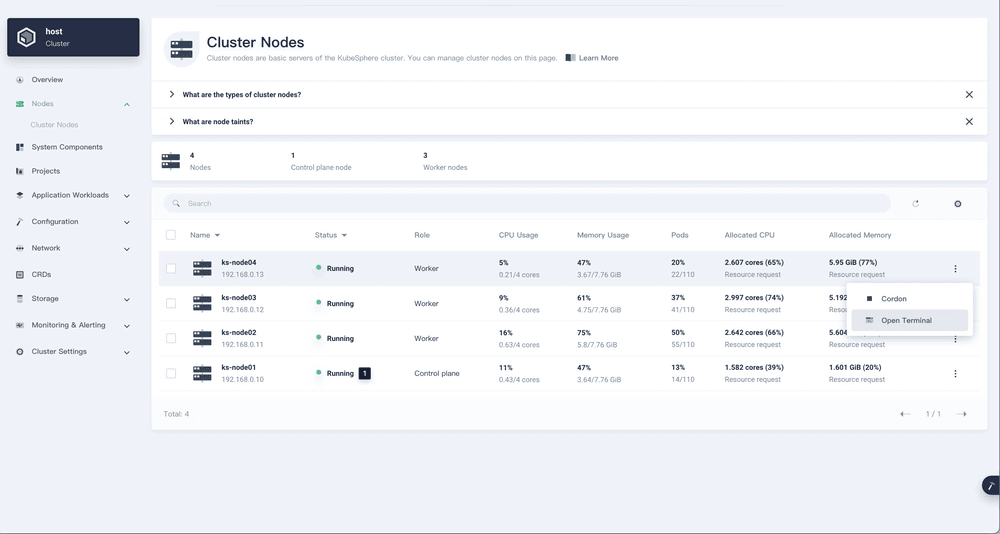 host
Cluster
Overview
Nodes
Cluster Nodes
System Components
Projects
Application Workloads
Configuration
Network
CRDs
Storage
Monitoring & Alerting
Cluster Settings
Cluster Nodes
Cluster nodes are basic servers of the KubeSphere cluster. You can manage cluster nodes on this page. Learn More
What are the types of cluster nodes?
What are node taints?
4 1 3
Nodes Control plane node Worker nodes
Search
Name Status Role CPU Usage Memory Usage Pods Allocated CPU Allocated Memory
ks-node04 Running Worker 5% 47% 20% 2.607 cores (65%) 5.95 GiB (77%)
192.168.0.13 0.21/4 cores 3.67/7.76 GiB 22/110 Resource request Resource request
ks-node03 Running Worker 9% 61% 37% 2.997 cores (74%) 5.192
192.168.0.12 0.36/4 cores 4.75/7.76 GiB 41/110 Resource request
Cordon
Open Terminal
ks-node02 Running Worker 16% 75% 50% 2.642 cores (66%) 5.604
192.168.0.11 0.63/4 cores 5.8/7.76 GiB 55/110 Resource request Resource request
ks-node01 Running 1 Control plane 11% 47% 13% 1.582 cores (39%) 1.601 GiB (20%)
192.168.0.10 0.43/4 cores 3.64/7.76 GiB 14/110 Resource request Resource request
Total: 4
1 / 1